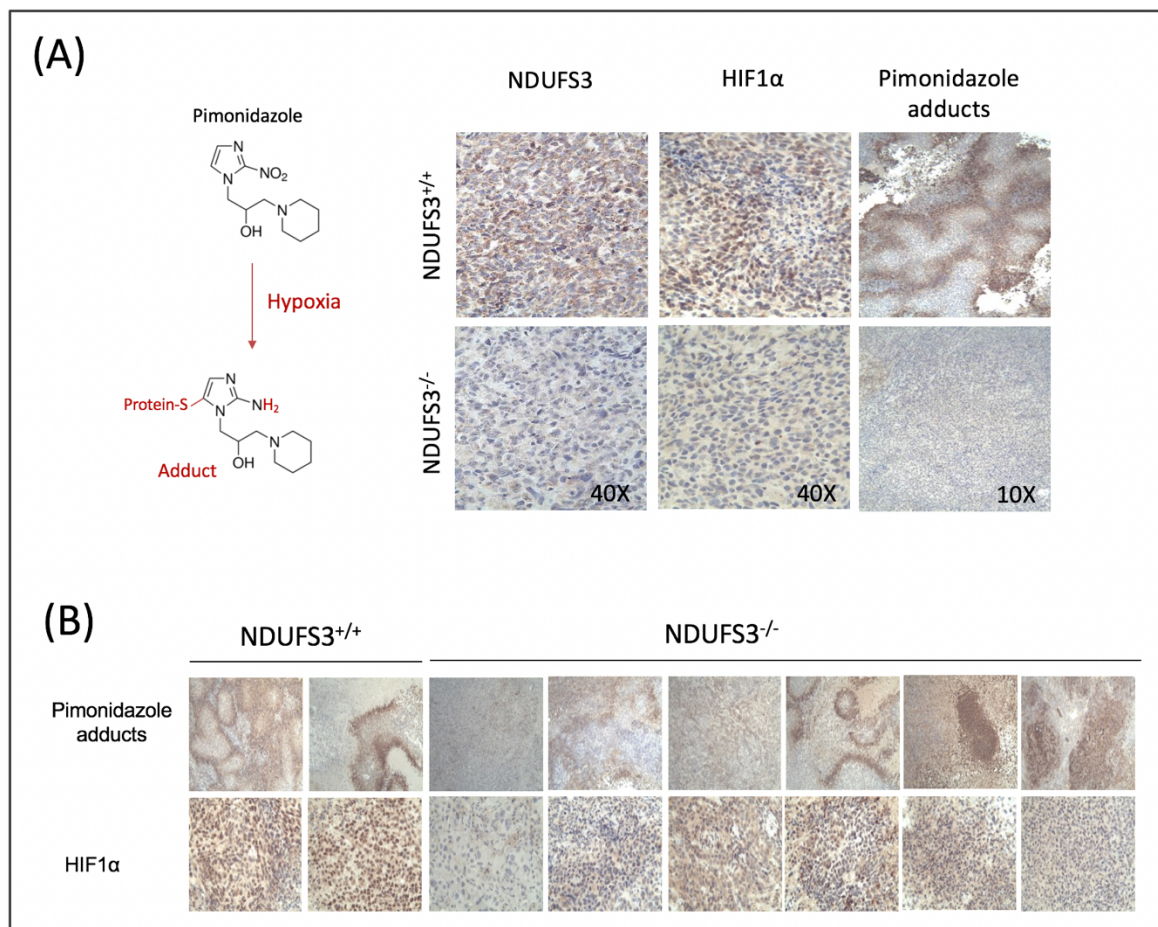 (A)
Pimonidazole
N
N
NO₂
OH
N
Hypoxia
Protein-S
N
N
NH₂
OH
N
Adduct
NDUFS3
HIF1α
Pimonidazole
adducts
NDUFS3⁺/⁺
NDUFS3⁻/⁻
40X
40X
10X
(B)
NDUFS3⁺/⁺
NDUFS3⁻/⁻
Pimonidazole
adducts
HIF1α